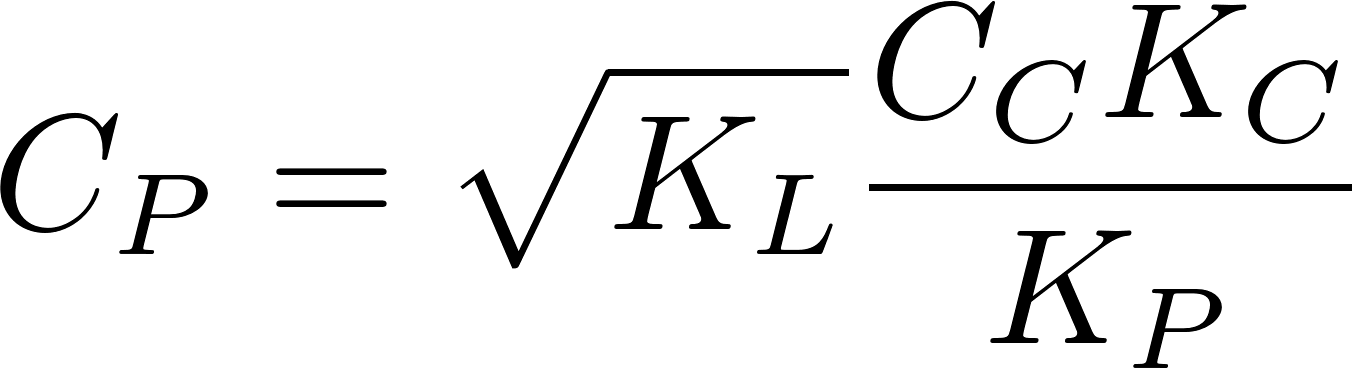 C_P = \sqrt{K_L} \frac{C_C K_C}{K_P}